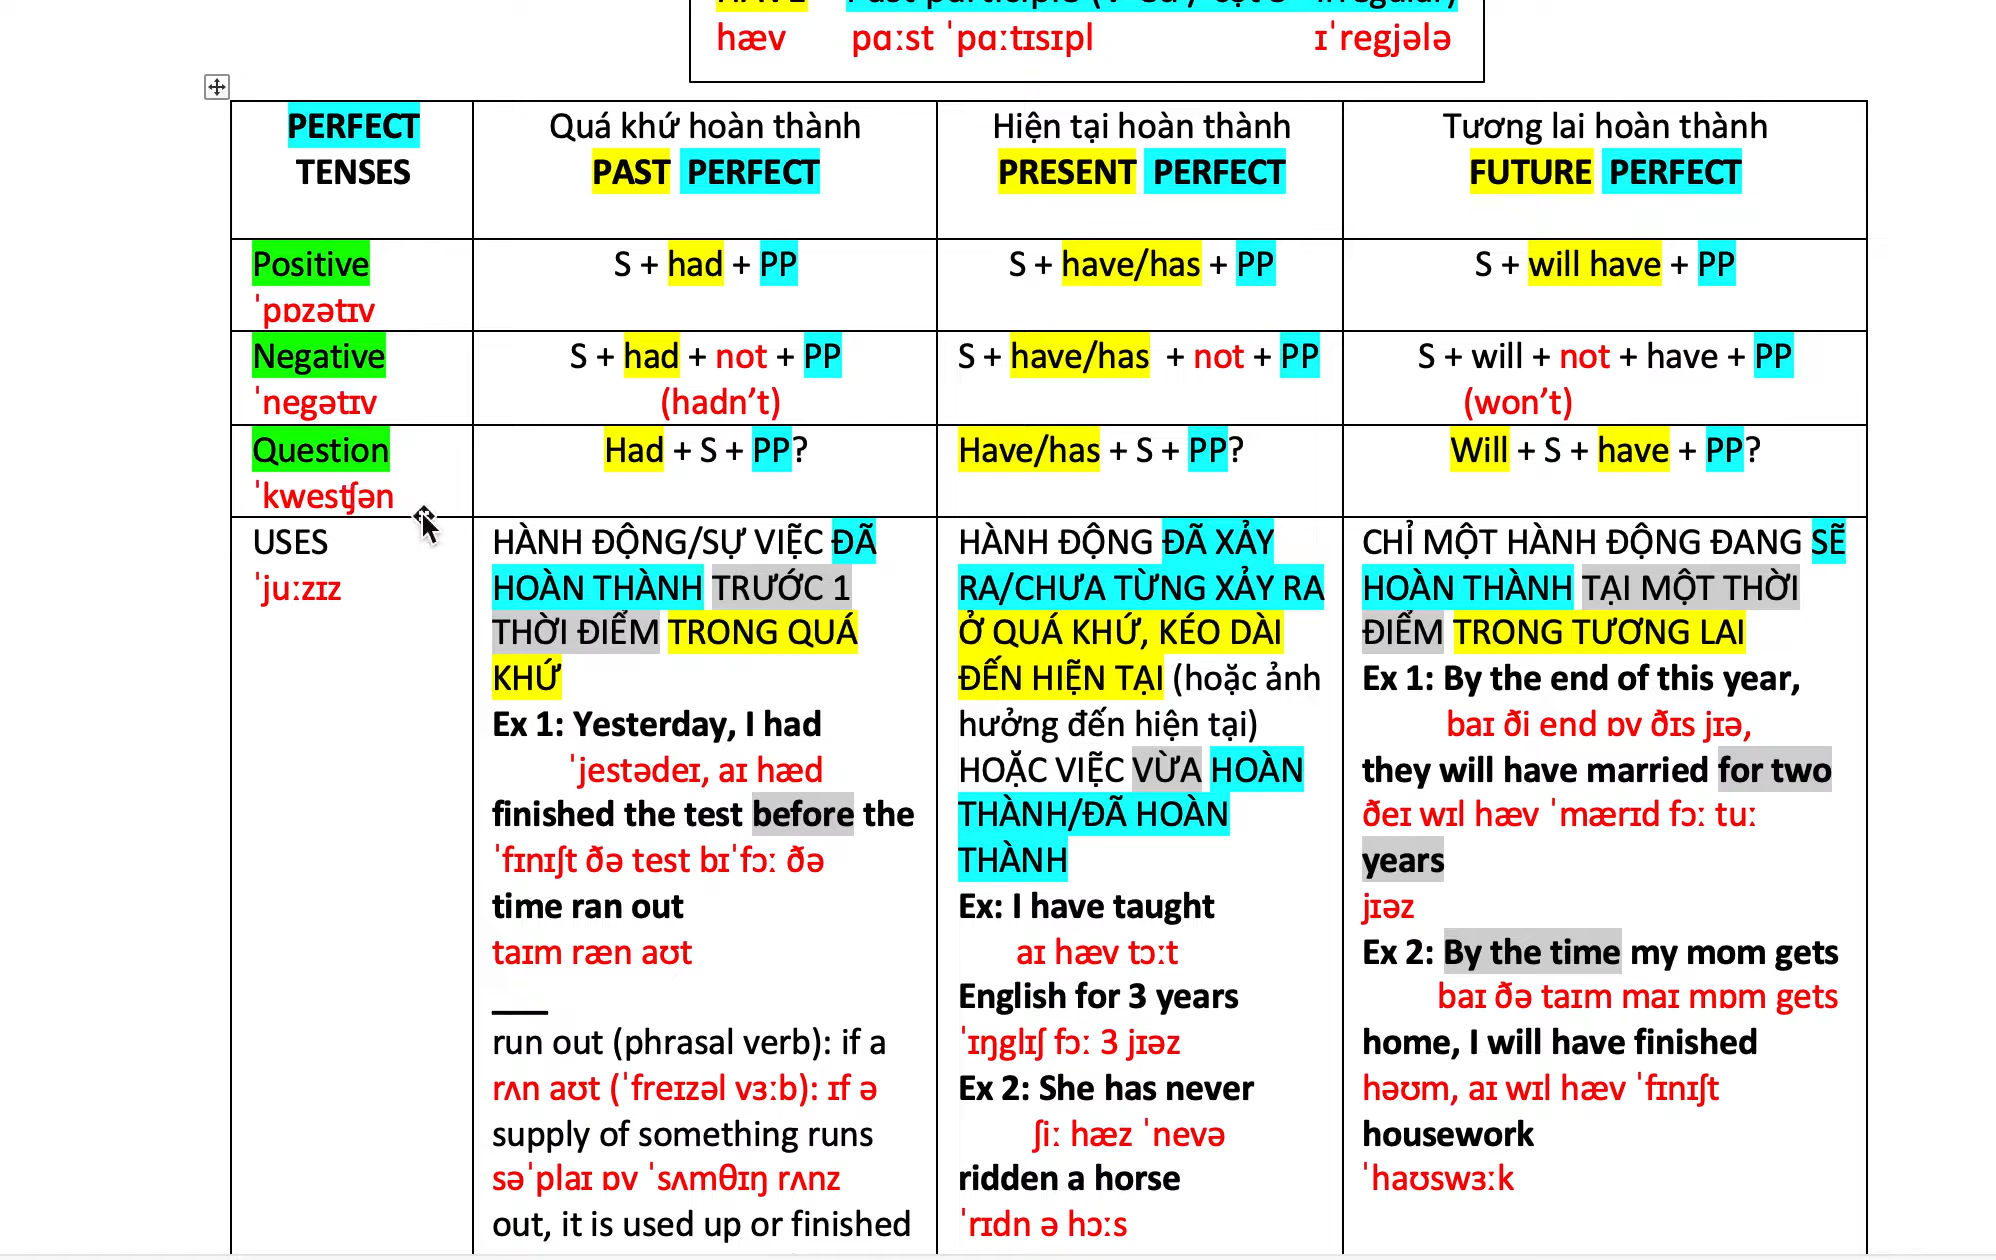 hæv pɑːst ˈpɑːtɪsɪpl ɪˈregjələ
PERFECT
TENSES
Quá khứ hoàn thành
PAST PERFECT
Hiện tại hoàn thành
PRESENT PERFECT
Tương lai hoàn thành
FUTURE PERFECT
Positive
ˈpɒzətɪv
S + had + PP
S + have/has + PP
S + will have + PP
Negative
ˈnegətɪv
S + had + not + PP
(hadn’t)
S + have/has + not + PP
S + will + not + have + PP
(won’t)
Question
ˈkwesʧən
Had + S + PP?
Have/has + S + PP?
Will + S + have + PP?
USES
ˈjuːzɪz
HÀNH ĐỘNG/SỰ VIỆC ĐÃ
HOÀN THÀNH TRƯỚC 1
THỜI ĐIỂM TRONG QUÁ
KHỨ
Ex 1: Yesterday, I had
ˈjestədeɪ, aɪ hæd
finished the test before the
ˈfɪnɪʃt ðə test bɪˈfɔː ðə
time ran out
taɪm ræn aʊt
___
run out (phrasal verb): if a
rʌn aʊt (ˈfreɪzəl vɜːb): ɪf ə
supply of something runs
səˈplaɪ ɒv ˈsʌmθɪŋ rʌnz
out, it is used up or finished
HÀNH ĐỘNG ĐÃ XẢY
RA/CHƯA TỪNG XẢY RA
Ở QUÁ KHỨ, KÉO DÀI
ĐẾN HIỆN TẠI (hoặc ảnh
hưởng đến hiện tại)
HOẶC VIỆC VỪA HOÀN
THÀNH/ĐÃ HOÀN
THÀNH
Ex: I have taught
aɪ hæv tɔːt
English for 3 years
ˈɪŋglɪʃ fɔː 3 jɪəz
Ex 2: She has never
ʃiː hæz ˈnevə
ridden a horse
ˈrɪdn ə hɔːs
CHỈ MỘT HÀNH ĐỘNG ĐANG SẼ
HOÀN THÀNH TẠI MỘT THỜI
ĐIỂM TRONG TƯƠNG LAI
Ex 1: By the end of this year,
baɪ ði end ɒv ðɪs jɪə,
they will have married for two
ðeɪ wɪl hæv ˈmærɪd fɔː tuː
years
jɪəz
Ex 2: By the time my mom gets
baɪ ðə taɪm maɪ mɒm gets
home, I will have finished
həʊm, aɪ wɪl hæv ˈfɪnɪʃt
housework
ˈhaʊswɜːk